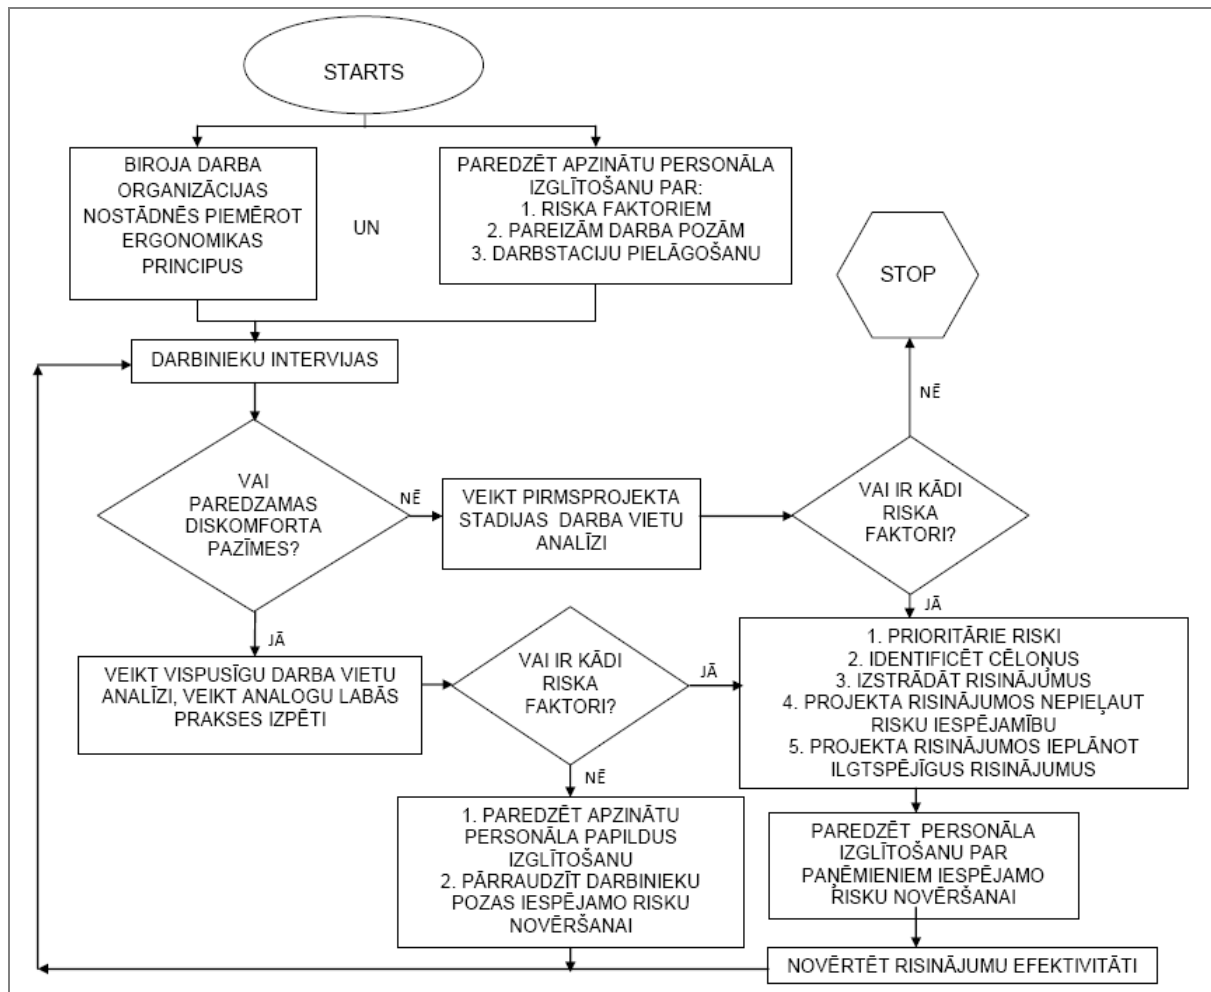 STARTS
BIROJA DARBA
ORGANIZĀCIJAS
NOSTĀDNĒS PIEMĒROT
ERGONOMIKAS
PRINCIPUS
UN
PAREDZĒT APZINĀTU PERSONĀLA
IZGLĪTOŠANU PAR:
1. RISKA FAKTORIEM
2. PAREIZĀM DARBA POZĀM
3. DARBSTACIJU PIELĀGOŠANU
STOP
DARBINIEKU INTERVIJAS
NĒ
VAI
PAREDZAMAS
DISKOMFORTA
PAZĪMES?
NĒ
VEIKT PIRMSPROJEKTA
STADIJAS DARBA VIETU
ANALĪZI
VAI IR KĀDI
RISKA
FAKTORI?
JĀ
JĀ
VEIKT VISPUSĪGU DARBA VIETU
ANALĪZI, VEIKT ANALOGU LABĀS
PRAKSES IZPĒTI
VAI IR KĀDI
RISKA
FAKTORI?
JĀ
1. PRIORITĀRIE RISKI
2. IDENTIFICĒT CĒLOŅUS
3. IZSTRĀDĀT RISINĀJUMUS
4. PROJEKTA RISINĀJUMOS NEPIEĻAUT
RISKU IESPĒJAMĪBU
5. PROJEKTA RISINĀJUMOS IEPLĀNOT
ILGTSPĒJĪGUS RISINĀJUMUS
NĒ
1. PAREDZĒT APZINĀTU
PERSONĀLA PAPILDUS
IZGLĪTOŠANU
2. PĀRRAUDZĪT DARBINIEKU
POZAS IESPĒJAMO RISKU
NOVĒRŠANAI
PAREDZĒT PERSONĀLA
IZGLĪTOŠANU PAR
PAŅĒMIENIEM IESPĒJAMO
RISKU NOVĒRŠANAI
NOVĒRTĒT RISINĀJUMU EFEKTIVITĀTI